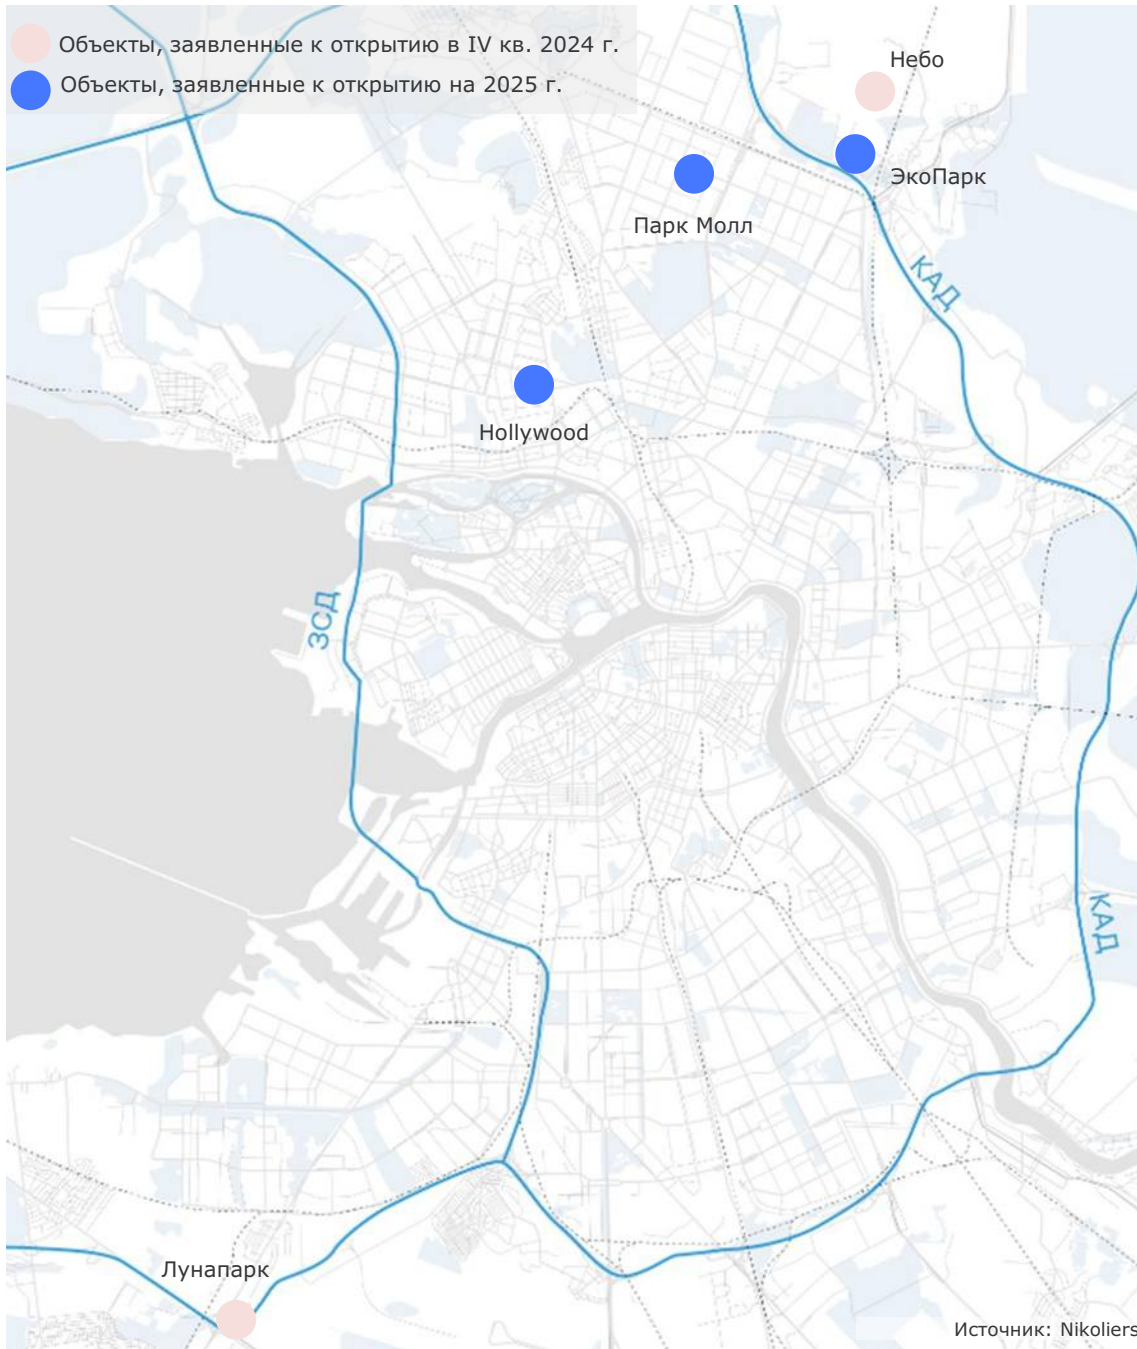 Объекты, заявленные к открытию в IV кв. 2024 г.
Объекты, заявленные к открытию на 2025 г.
Небо
ЭкоПарк
Парк Молл
КАД
Hollywood
ЗСД
КАД
Лунапарк
Источник: Nikoliers